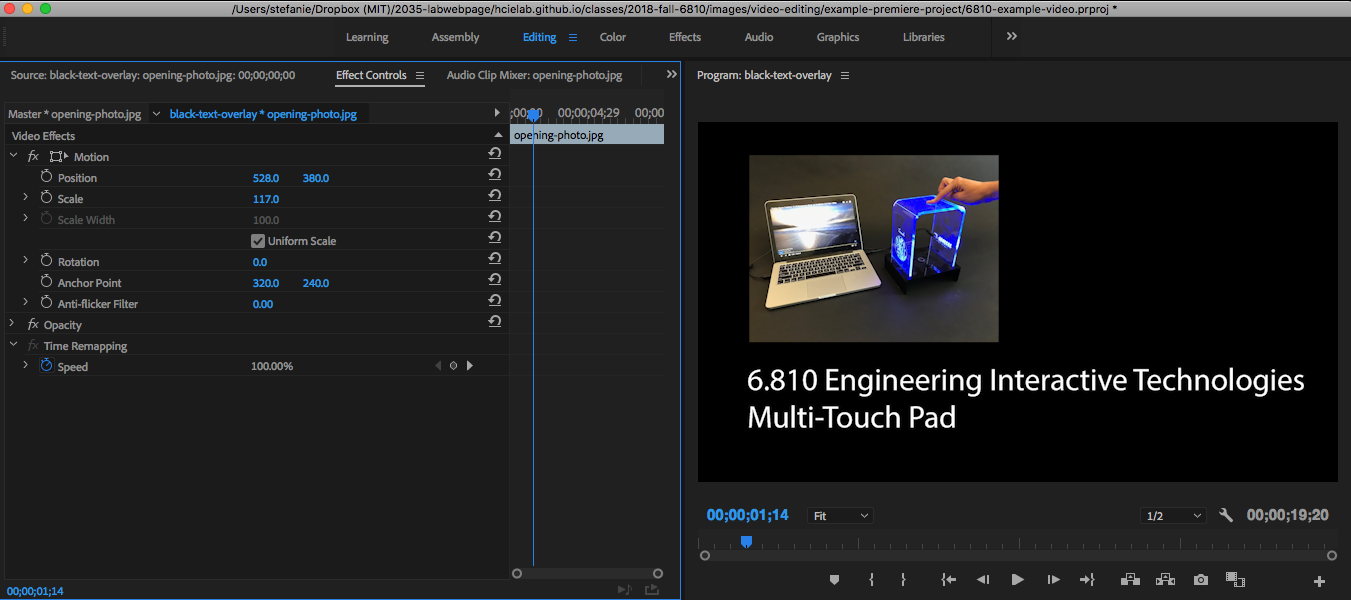 /Users/stefanie/Dropbox (MIT)/2035-labwebpage/hcielab.github.io/classes/2018-fall-6810/images/video-editing/example-premiere-project/6810-example-video.prproj *
Learning Assembly Editing Color Effects Audio Graphics Libraries
Source: black-text-overlay: opening-photo.jpg: 00;00;00;00 Effect Controls Audio Clip Mixer: opening-photo.jpg
Program: black-text-overlay
Master * opening-photo.jpg black-text-overlay * opening-photo.jpg
;00;00 00;00;04;29 00;00
Video Effects
opening-photo.jpg
fx Motion
Position 528.0 380.0
Scale 117.0
Scale Width 100.0
Uniform Scale
Rotation 0.0
Anchor Point 320.0 240.0
Anti-flicker Filter 0.00
fx Opacity
fx Time Remapping
Speed 100.00%
00;00;01;14
6.810 Engineering Interactive Technologies
Multi-Touch Pad
00;00;01;14 Fit 1/2 00;00;19;20